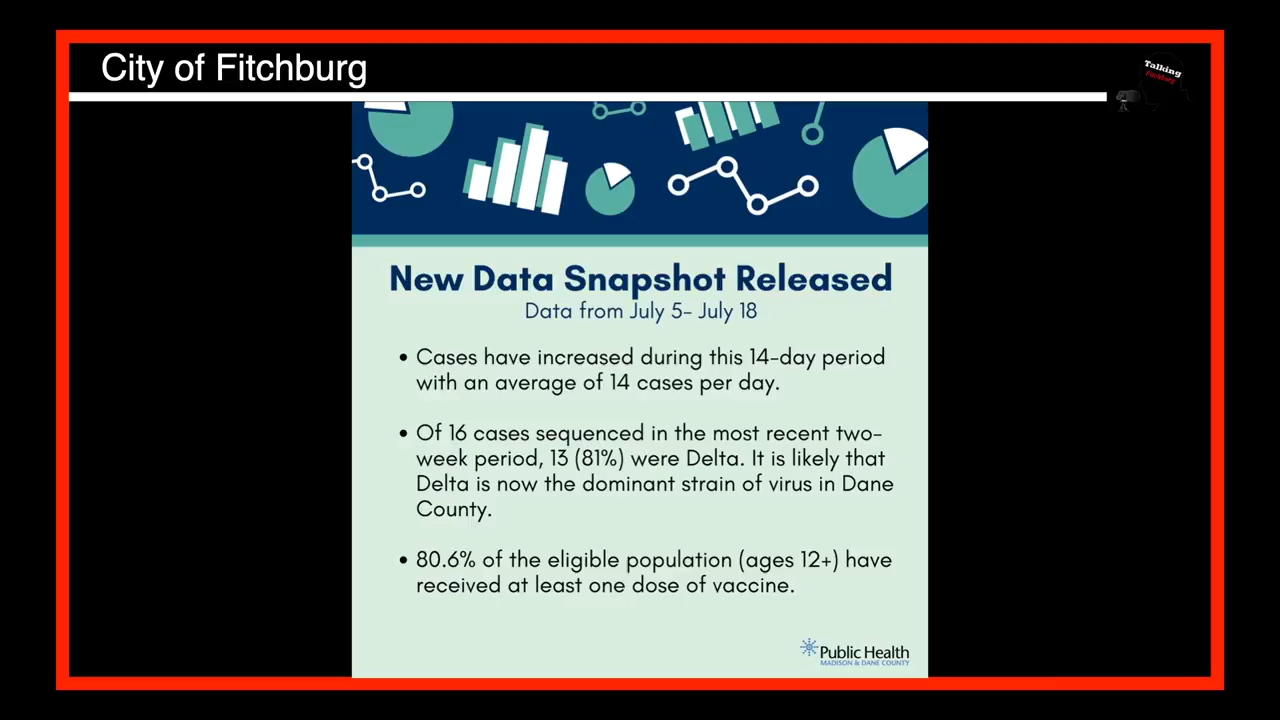 City of Fitchburg
Talking
Fitchburg
New Data Snapshot Released
Data from July 5- July 18
• Cases have increased during this 14-day period
with an average of 14 cases per day.
• Of 16 cases sequenced in the most recent two-
week period, 13 (81%) were Delta. It is likely that
Delta is now the dominant strain of virus in Dane
County.
• 80.6% of the eligible population (ages 12+) have
received at least one dose of vaccine.
Public Health
MADISON & DANE COUNTY